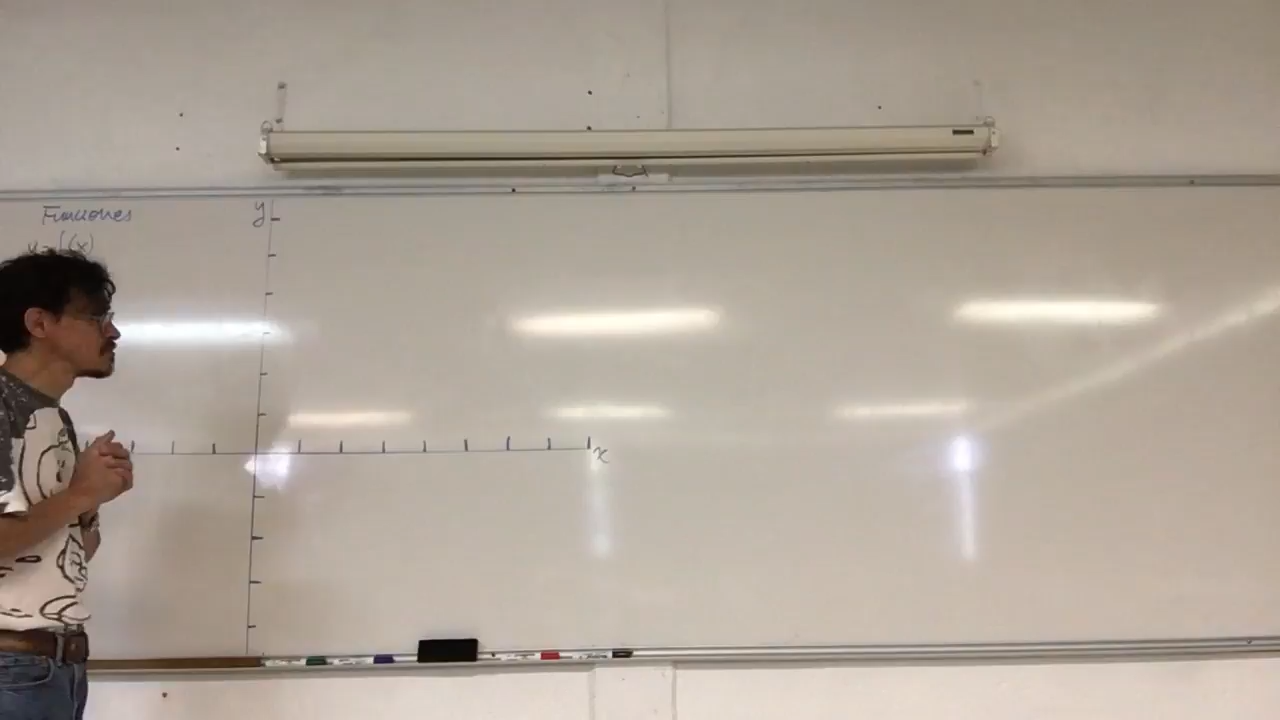 Funciones
y = f(x)
y
x